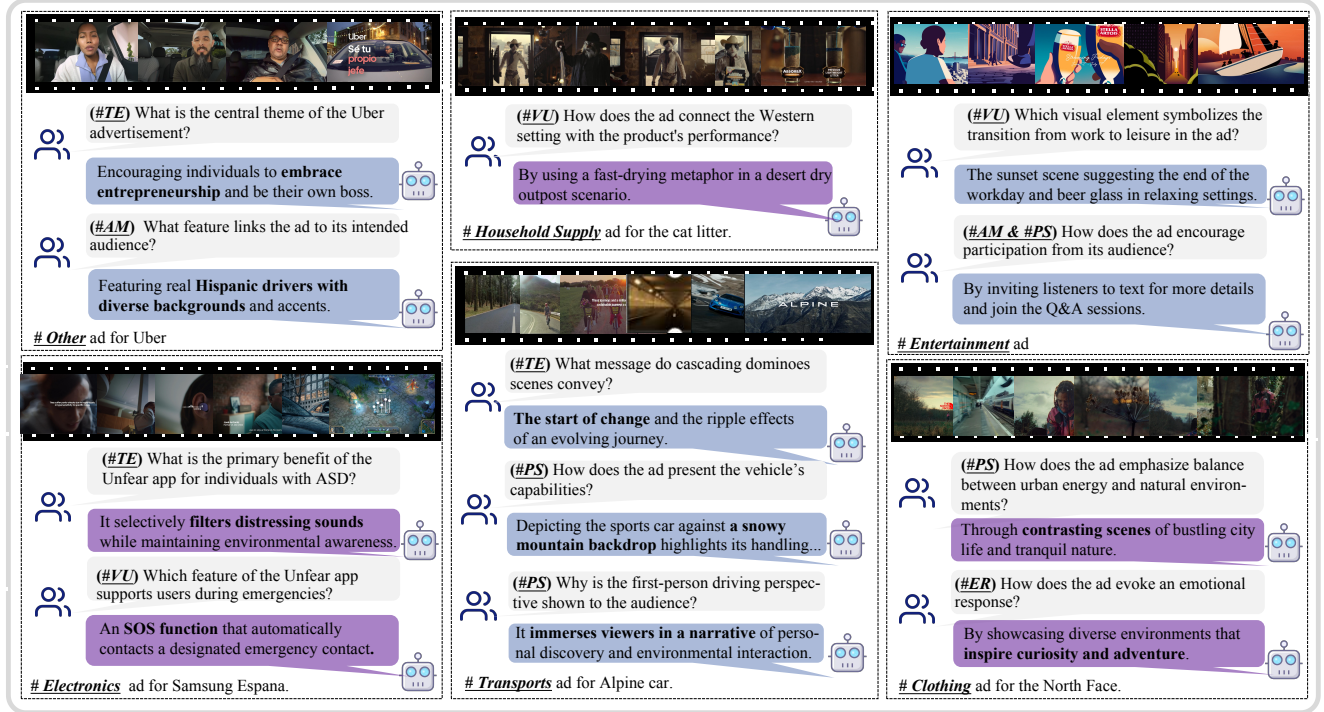 Uber
Sé tu
propio
jefe
(#TE) What is the central theme of the Uber
advertisement?
Encouraging individuals to embrace
entrepreneurship and be their own boss.
(#AM) What feature links the ad to its intended
audience?
Featuring real Hispanic drivers with
diverse backgrounds and accents.
# Other ad for Uber
(#TE) What is the primary benefit of the
Unfear app for individuals with ASD?
It selectively filters distressing sounds
while maintaining environmental awareness.
(#VU) Which feature of the Unfear app
supports users during emergencies?
An SOS function that automatically
contacts a designated emergency contact.
# Electronics ad for Samsung Espana.
(#VU) How does the ad connect the Western
setting with the product's performance?
By using a fast-drying metaphor in a desert dry
outpost scenario.
# Household Supply ad for the cat litter.
ALPINE
(#TE) What message do cascading dominoes
scenes convey?
The start of change and the ripple effects
of an evolving journey.
(#PS) How does the ad present the vehicle's
capabilities?
Depicting the sports car against a snowy
mountain backdrop highlights its handling...
(#PS) Why is the first-person driving perspec-
tive shown to the audience?
It immerses viewers in a narrative of perso-
nal discovery and environmental interaction.
# Transports ad for Alpine car.
STELLA
ARTOIS
(#VU) Which visual element symbolizes the
transition from work to leisure in the ad?
The sunset scene suggesting the end of the
workday and beer glass in relaxing settings.
(#AM & #PS) How does the ad encourage
participation from its audience?
By inviting listeners to text for more details
and join the Q&A sessions.
# Entertainment ad
(#PS) How does the ad emphasize balance
between urban energy and natural environ-
ments?
Through contrasting scenes of bustling city
life and tranquil nature.
(#ER) How does the ad evoke an emotional
response?
By showcasing diverse environments that
inspire curiosity and adventure.
# Clothing ad for the North Face.